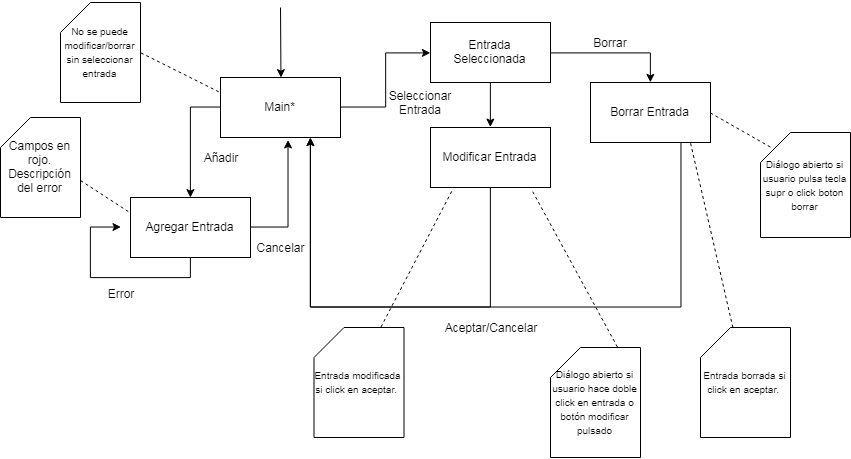 No se puede
modificar/borrar
sin seleccionar
entrada
Entrada
Seleccionada
Borrar
Main*
Seleccionar
Entrada
Borrar Entrada
Campos en
rojo.
Descripción
del error
Añadir
Modificar Entrada
Diálogo abierto si
usuario pulsa tecla
supr o click boton
borrar
Agregar Entrada
Cancelar
Error
Aceptar/Cancelar
Entrada modificada
si click en aceptar.
Diálogo abierto si
usuario hace doble
click en entrada o
botón modificar
pulsado
Entrada borrada si
click en aceptar.